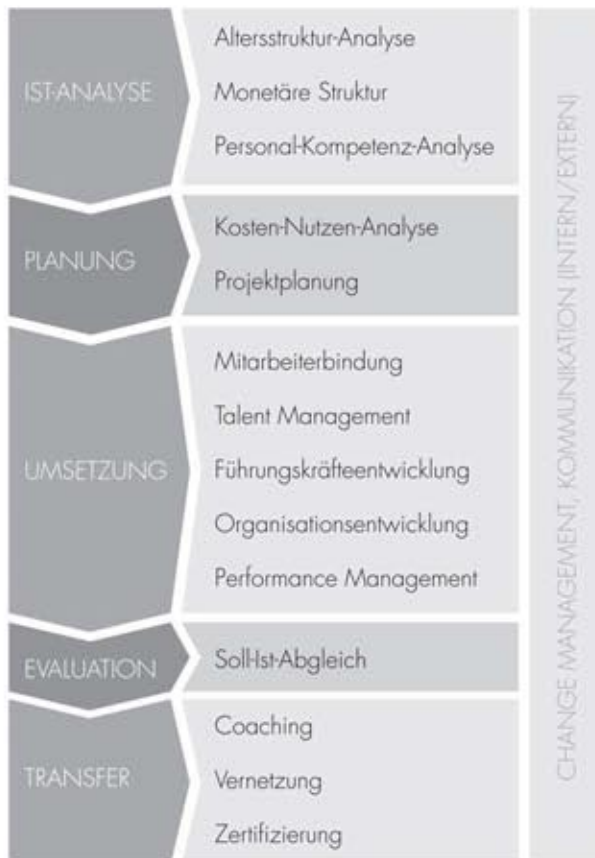 IST-ANALYSE
Altersstruktur-Analyse
Monetäre Struktur
Personal-Kompetenz-Analyse
PLANUNG
Kosten-Nutzen-Analyse
Projektplanung
UMSETZUNG
Mitarbeiterbindung
Talent Management
Führungskräfteentwicklung
Organisationsentwicklung
Performance Management
EVALUATION
Soll-Ist-Abgleich
TRANSFER
Coaching
Vernetzung
Zertifizierung
CHANGE MANAGEMENT, KOMMUNIKATION (INTERN/EXTERN)